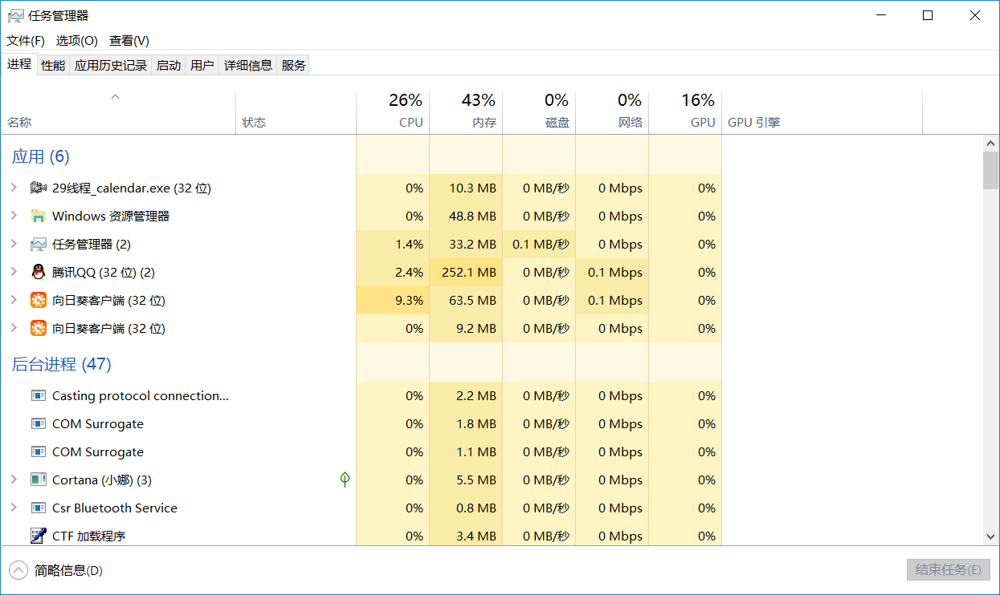 任务管理器
文件(F) 选项(O) 查看(V)
进程 性能 应用历史记录 启动 用户 详细信息 服务
26% 43% 0% 0% 16%
名称 状态 CPU 内存 磁盘 网络 GPU GPU 引擎
应用 (6)
29线程_calendar.exe (32 位) 0% 10.3 MB 0 MB/秒 0 Mbps 0%
Windows 资源管理器 0% 48.8 MB 0 MB/秒 0 Mbps 0%
任务管理器 (2) 1.4% 33.2 MB 0.1 MB/秒 0 Mbps 0%
腾讯QQ (32 位) (2) 2.4% 252.1 MB 0 MB/秒 0.1 Mbps 0%
向日葵客户端 (32 位) 9.3% 63.5 MB 0 MB/秒 0.1 Mbps 0%
向日葵客户端 (32 位) 0% 9.2 MB 0 MB/秒 0 Mbps 0%
后台进程 (47)
Casting protocol connection... 0% 2.2 MB 0 MB/秒 0 Mbps 0%
COM Surrogate 0% 1.8 MB 0 MB/秒 0 Mbps 0%
COM Surrogate 0% 1.1 MB 0 MB/秒 0 Mbps 0%
Cortana (小娜) (3) 0% 5.5 MB 0 MB/秒 0 Mbps 0%
Csr Bluetooth Service 0% 0.8 MB 0 MB/秒 0 Mbps 0%
CTF 加载程序 0% 3.4 MB 0 MB/秒 0 Mbps 0%
简略信息(D) 结束任务(E)